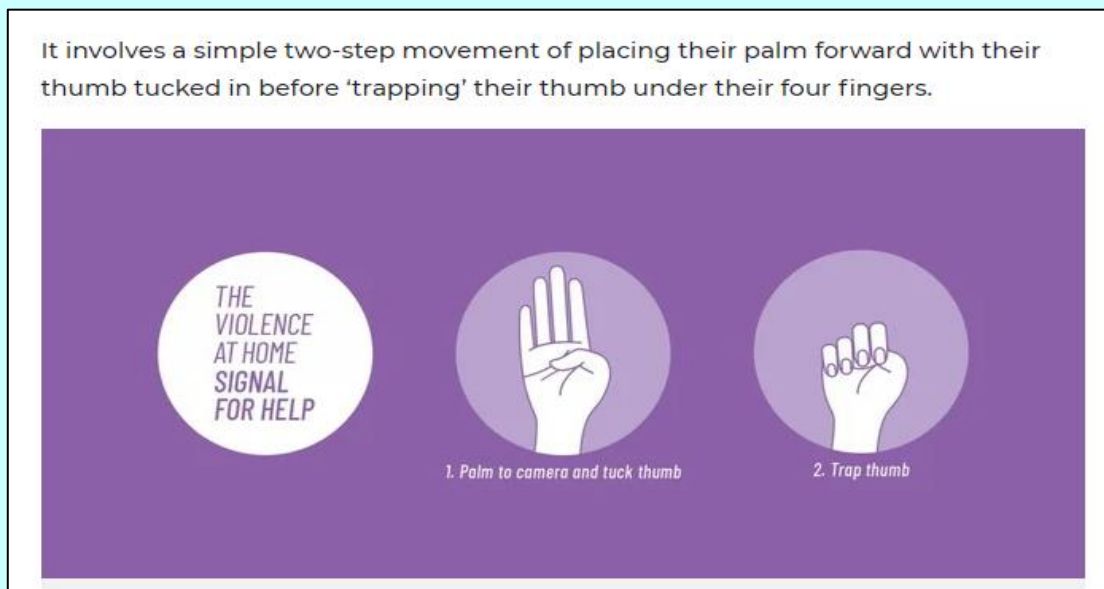 It involves a simple two-step movement of placing their palm forward with their
thumb tucked in before ‘trapping’ their thumb under their four fingers.
THE
VIOLENCE
AT HOME
SIGNAL
FOR HELP
1. Palm to camera and tuck thumb
2. Trap thumb